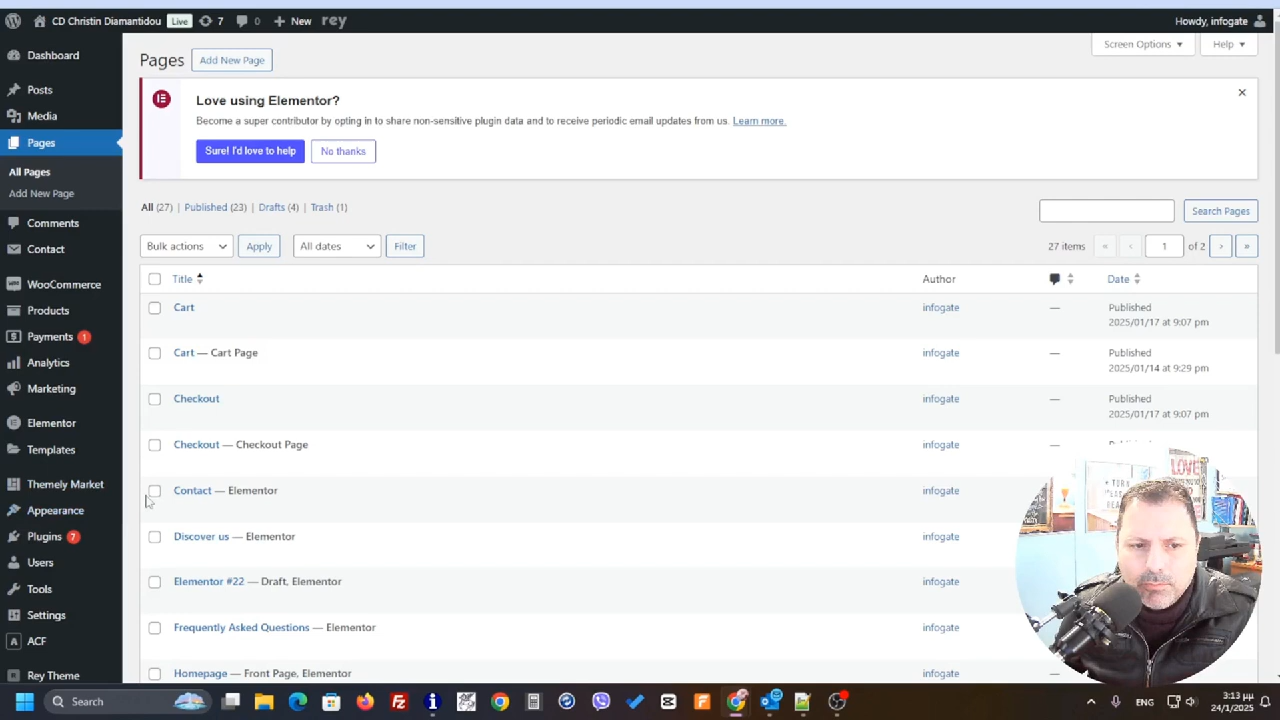 CD Christin Diamantidou Live 7 0 New rey Howdy, infogate
Dashboard
Posts
Media
Pages
All Pages
Add New Page
Comments
Contact
WooCommerce
Products
Payments 1
Analytics
Marketing
Elementor
Templates
Themely Market
Appearance
Plugins 7
Users
Tools
Settings
ACF
Rey Theme
Screen Options Help
Pages Add New Page
Love using Elementor?
Become a super contributor by opting in to share non-sensitive plugin data and to receive periodic email updates from us. Learn more.
Sure! I'd love to help No thanks
All (27) | Published (23) | Drafts (4) | Trash (1)
Search Pages
Bulk actions Apply All dates Filter 27 items « ‹ 1 of 2 › »
Title Author Date
Cart infogate — Published
2025/01/17 at 9:07 pm
Cart — Cart Page infogate — Published
2025/01/14 at 9:29 pm
Checkout infogate — Published
2025/01/17 at 9:07 pm
Checkout — Checkout Page infogate —
Contact — Elementor infogate
Discover us — Elementor infogate
Elementor #22 — Draft, Elementor infogate
Frequently Asked Questions — Elementor infogate
Homepage — Front Page, Elementor infogate
LOVE
Search
ENG 3:13 μμ
24/1/2025